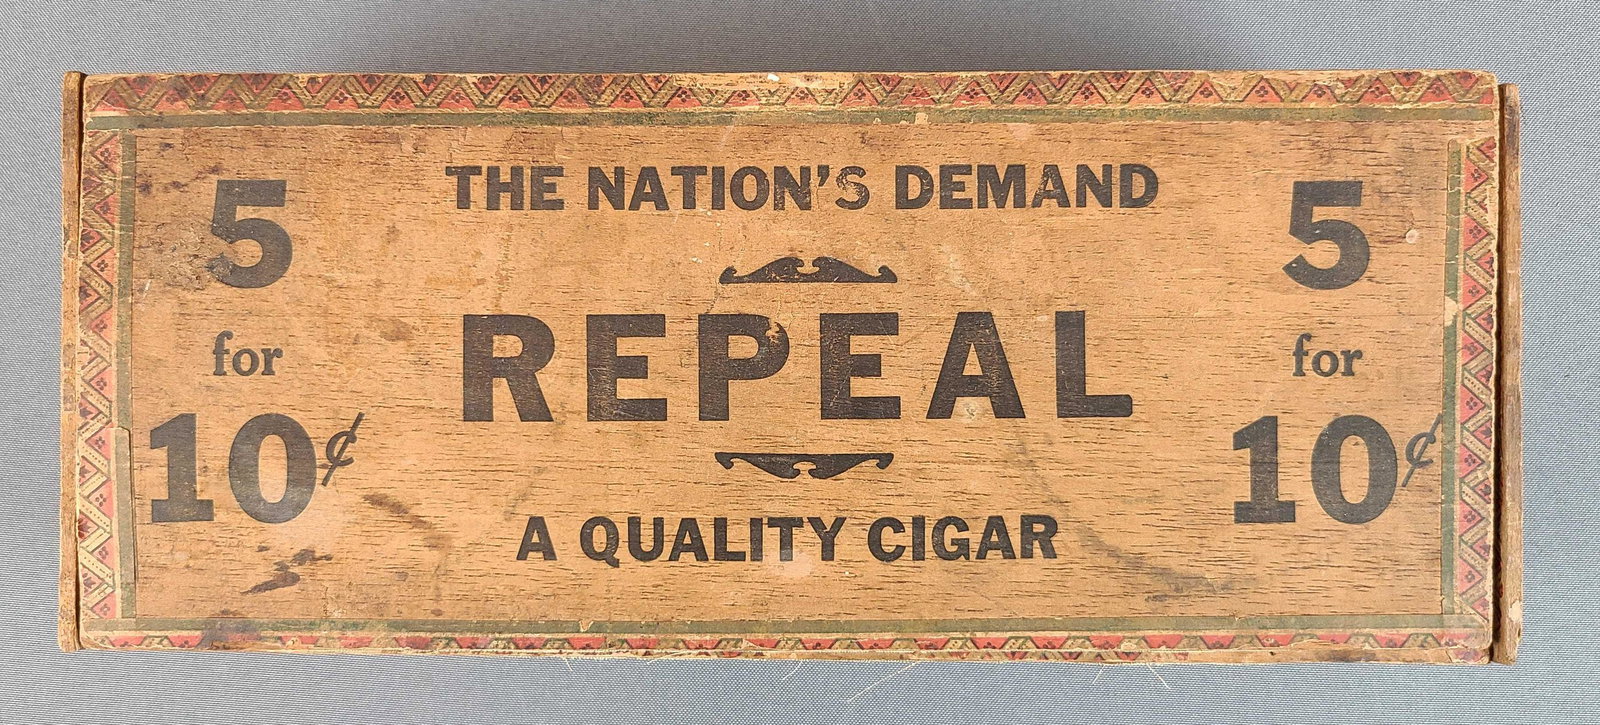 THE NATION'S DEMAND
REPEAL
A QUALITY CIGAR
5
for
10¢
5
for
10¢